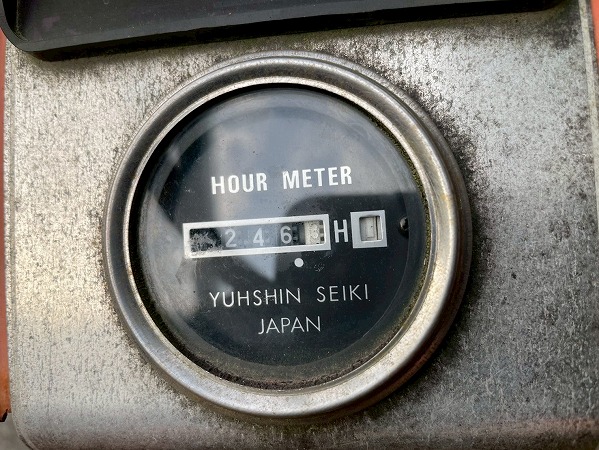 HOUR METER
246 H
YUHSHIN SEIKI
JAPAN